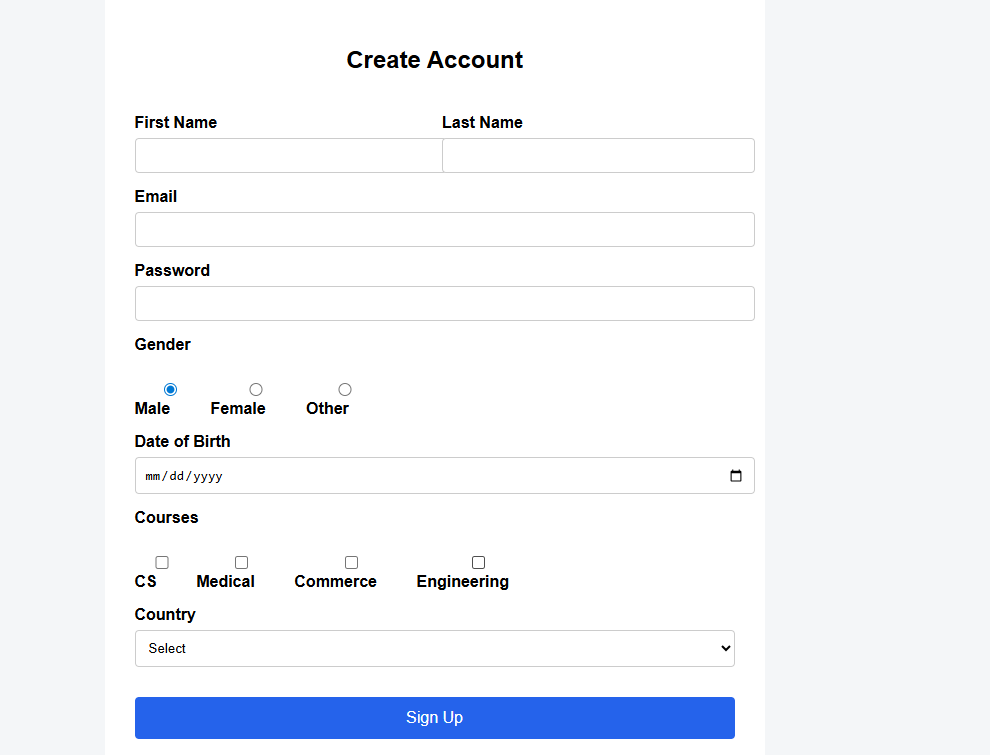 Create Account
First Name Last Name
Email
Password
Gender
Male Female Other
Date of Birth
mm/dd/yyyy
Courses
CS Medical Commerce Engineering
Country
Select
Sign Up